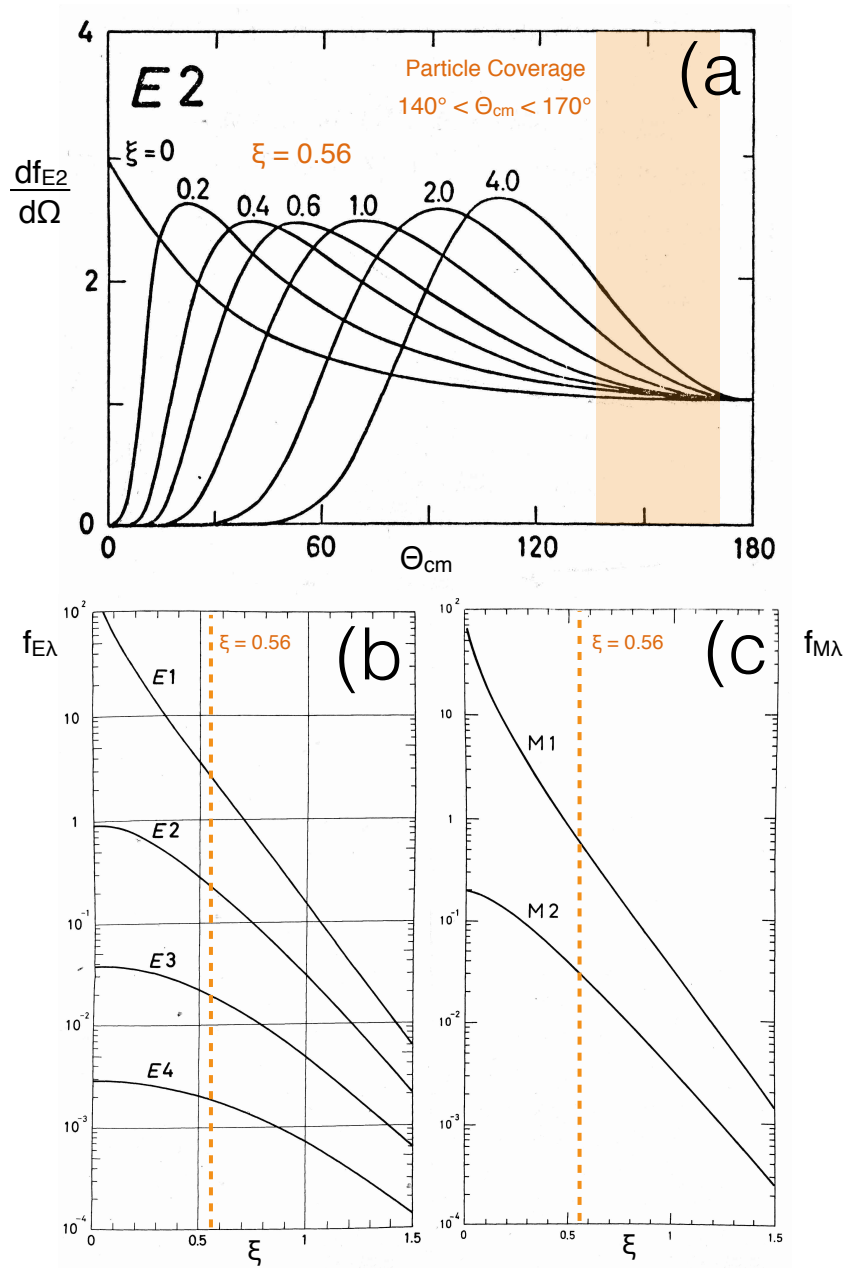 4
E2
Particle Coverage
140° < Θcm < 170°
(a
ξ=0
ξ = 0.56
dfE2
dΩ
0.2
0.4
0.6
1.0
2.0
4.0
2
0
0
60
Θcm
120
180
fEλ
10²
10
1
10⁻¹
10⁻²
10⁻³
10⁻⁴
ξ = 0.56
(b
E1
E2
E3
E4
0
0.5
ξ
1
1.5
fMλ
10²
10
1
10⁻¹
10⁻²
10⁻³
10⁻⁴
ξ = 0.56
(c
M1
M2
0
0.5
ξ
1
1.5